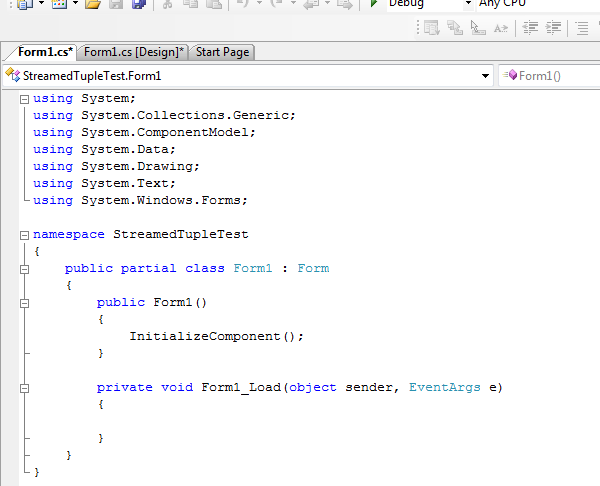 Debug Any CPU
Form1.cs* Form1.cs [Design]* Start Page
StreamedTupleTest.Form1 Form1()
using System;
using System.Collections.Generic;
using System.ComponentModel;
using System.Data;
using System.Drawing;
using System.Text;
using System.Windows.Forms;
namespace StreamedTupleTest
{
public partial class Form1 : Form
{
public Form1()
{
InitializeComponent();
}
private void Form1_Load(object sender, EventArgs e)
{
}
}
}